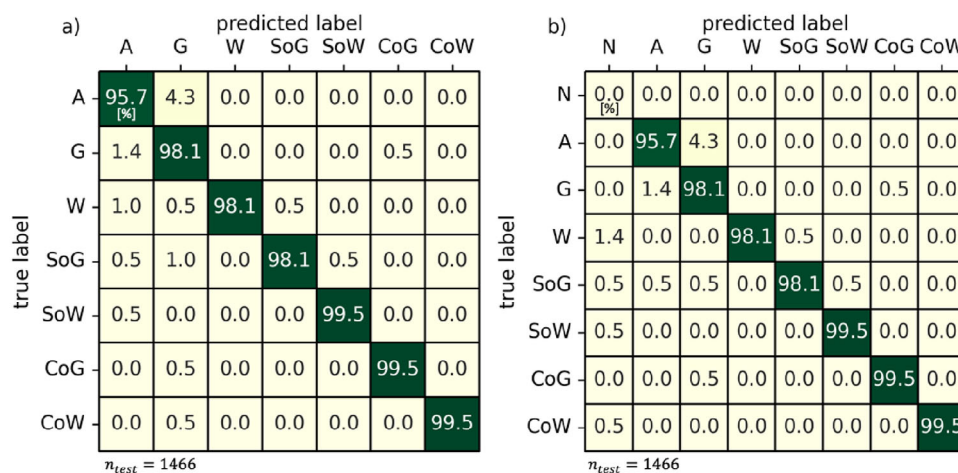 a)
predicted label
A G W SoG SoW CoG CoW
true label
A 95.7 4.3 0.0 0.0 0.0 0.0 0.0
[%]
G 1.4 98.1 0.0 0.0 0.0 0.5 0.0
W 1.0 0.5 98.1 0.5 0.0 0.0 0.0
SoG 0.5 1.0 0.0 98.1 0.5 0.0 0.0
SoW 0.5 0.0 0.0 0.0 99.5 0.0 0.0
CoG 0.0 0.5 0.0 0.0 0.0 99.5 0.0
CoW 0.0 0.5 0.0 0.0 0.0 0.0 99.5
n_test = 1466
b)
predicted label
N A G W SoG SoW CoG CoW
true label
N 0.0 0.0 0.0 0.0 0.0 0.0 0.0 0.0
[%]
A 0.0 95.7 4.3 0.0 0.0 0.0 0.0 0.0
G 0.0 1.4 98.1 0.0 0.0 0.0 0.5 0.0
W 1.4 0.0 0.0 98.1 0.5 0.0 0.0 0.0
SoG 0.5 0.5 0.5 0.0 98.1 0.5 0.0 0.0
SoW 0.5 0.0 0.0 0.0 0.0 99.5 0.0 0.0
CoG 0.0 0.0 0.5 0.0 0.0 0.0 99.5 0.0
CoW 0.5 0.0 0.0 0.0 0.0 0.0 0.0 99.5
n_test = 1466